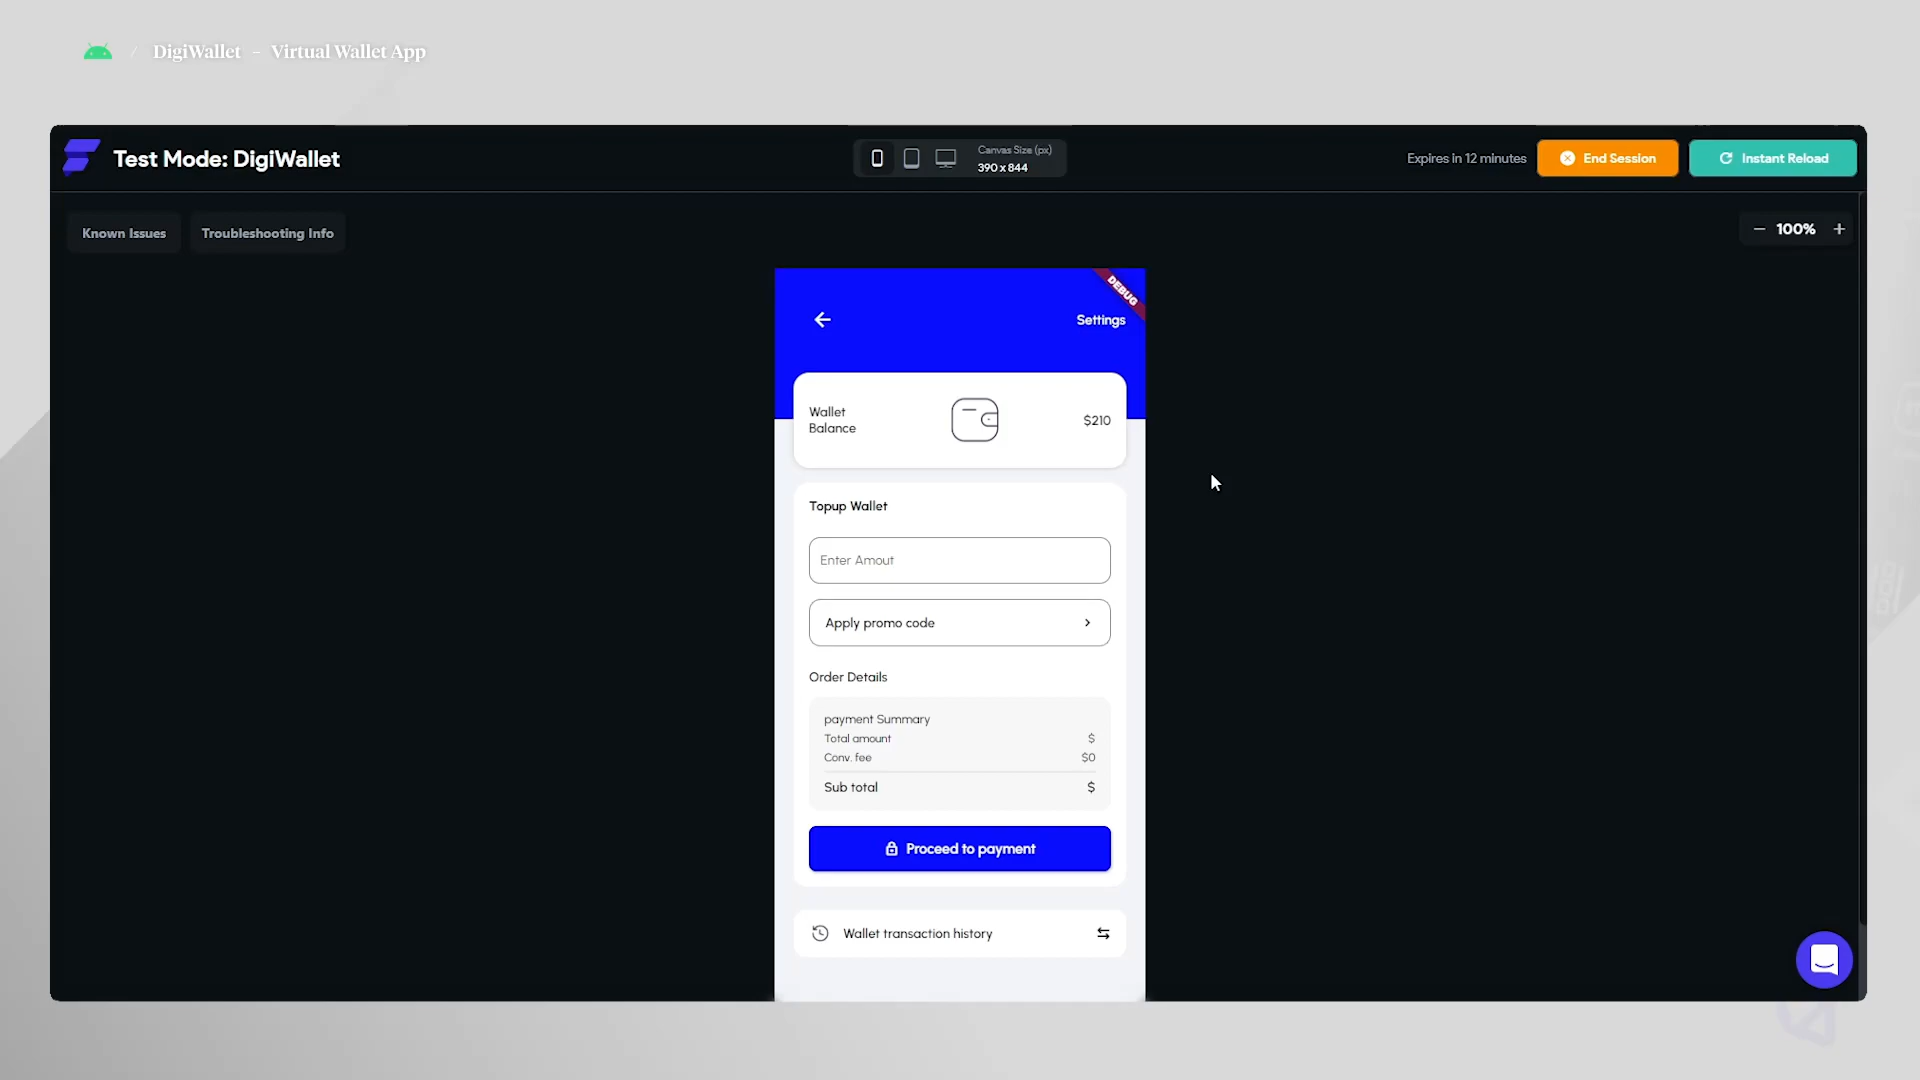 / DigiWallet - Virtual Wallet App
Test Mode: DigiWallet
Canvas Size (px)
390 x 844
Expires in 12 minutes
End Session
Instant Reload
Known Issues
Troubleshooting Info
100%
DEBUG
Settings
Wallet
Balance
$210
Topup Wallet
Enter Amout
Apply promo code
Order Details
payment Summary
Total amount $
Conv. fee $0
Sub total $
Proceed to payment
Wallet transaction history